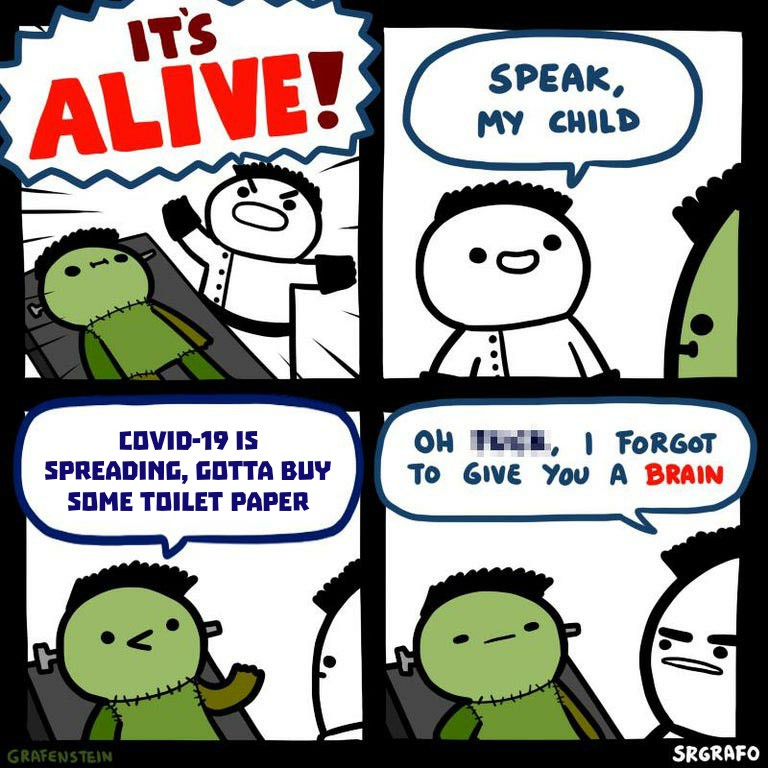 IT'S
ALIVE!
SPEAK,
MY CHILD
COVID-19 IS
SPREADING, GOTTA BUY
SOME TOILET PAPER
OH , I FORGOT
TO GIVE YOU A BRAIN
GRAFENSTEIN
SRGRAFO